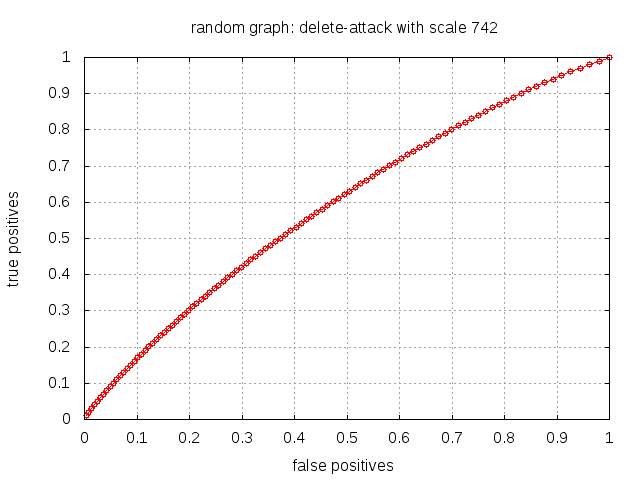 random graph: delete-attack with scale 742
1
0.9
0.8
0.7
0.6
0.5
0.4
0.3
0.2
0.1
0
true positives
0 0.1 0.2 0.3 0.4 0.5 0.6 0.7 0.8 0.9 1
false positives